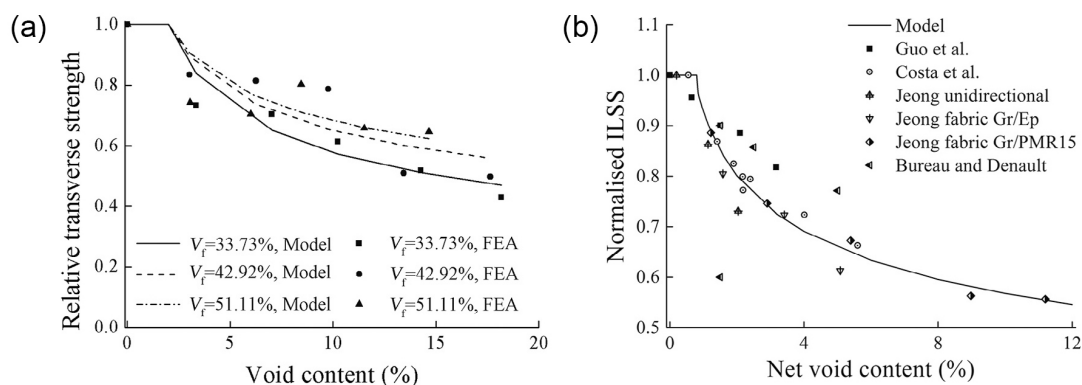 (a)
Relative transverse strength
1.0
0.8
0.6
0.4
0.2
0.0
V_f=33.73%, Model
V_f=33.73%, FEA
V_f=42.92%, Model
V_f=42.92%, FEA
V_f=51.11%, Model
V_f=51.11%, FEA
0 5 10 15 20
Void content (%)
(b)
Normalised ILSS
1.1
1.0
0.9
0.8
0.7
0.6
0.5
Model
Guo et al.
Costa et al.
Jeong unidirectional
Jeong fabric Gr/Ep
Jeong fabric Gr/PMR15
Bureau and Denault
0 4 8 12
Net void content (%)